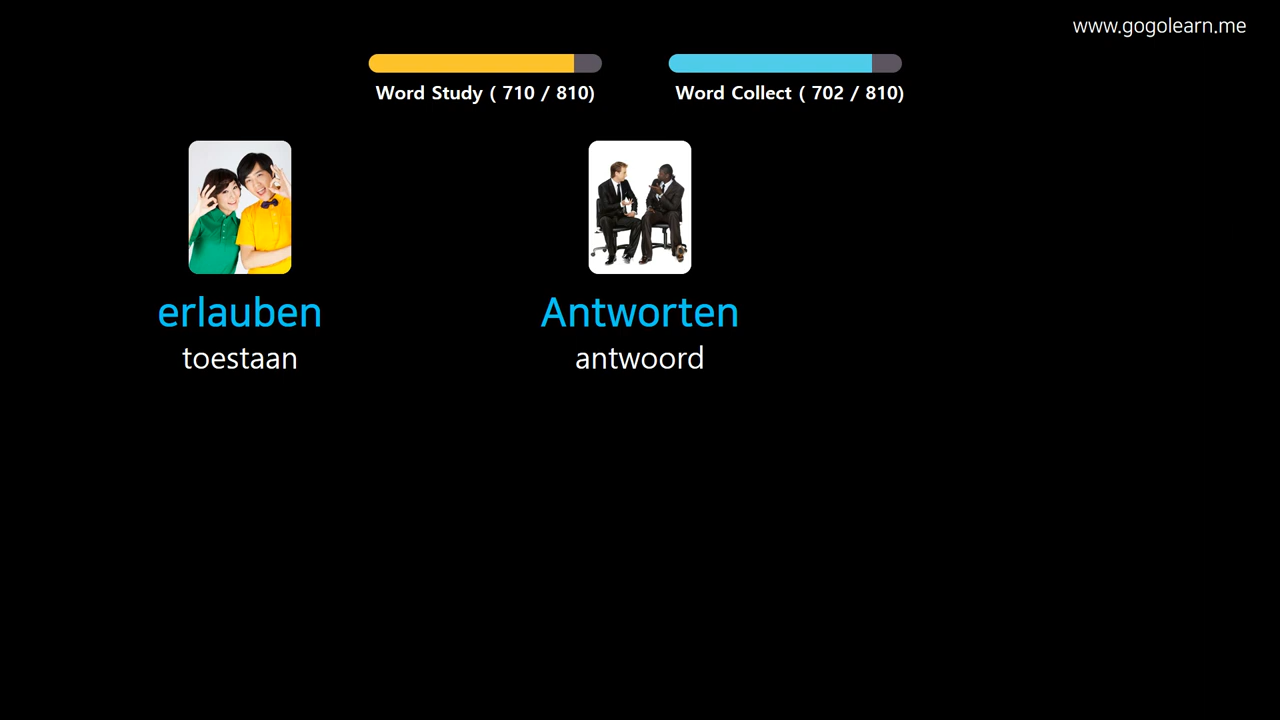 www.gogolearn.me
Word Study ( 710 / 810)
Word Collect ( 702 / 810)
erlauben
toestaan
Antworten
antwoord